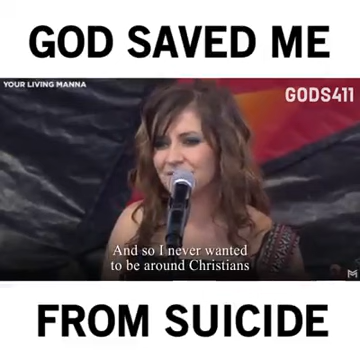 GOD SAVED ME
YOUR LIVING MANNA
GODS411
And so I never wanted
to be around Christians
FROM SUICIDE